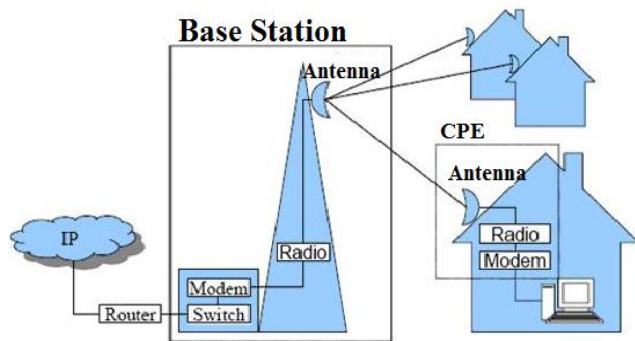 Base Station
Antenna
CPE
Antenna
IP
Radio
Radio
Modem
Modem
Router
Switch